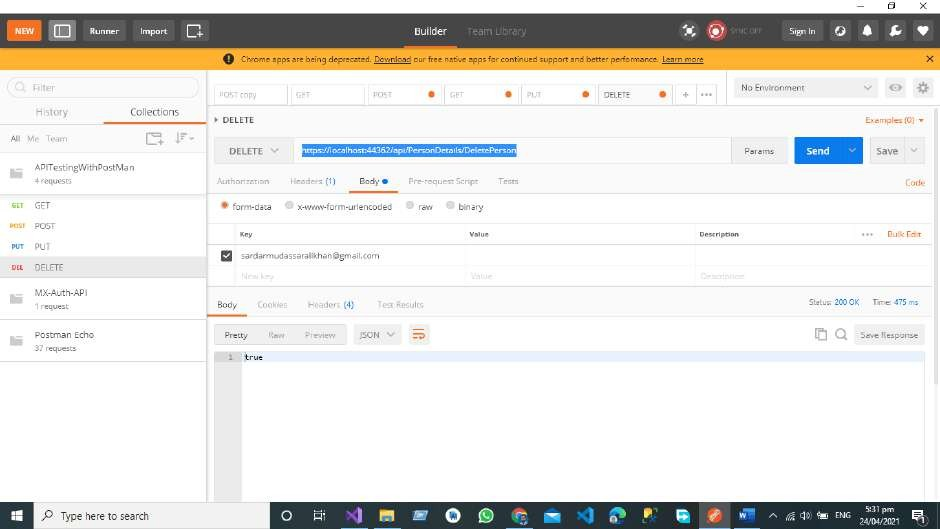 NEW Runner Import Builder Team Library SYNC OFF Sign In
Chrome apps are being deprecated. Download our free native apps for continued support and better performance. Learn more
Filter
History Collections
All Me Team
APITestingWithPostMan
4 requests
GET GET
POST POST
PUT PUT
DEL DELETE
MX-Auth-API
1 request
Postman Echo
37 requests
POST copy GET POST GET PUT DELETE + ••• No Environment
DELETE Examples (0)
DELETE https://localhost:44362/api/PersonDetails/DeletePerson Params Send Save
Authorization Headers (1) Body Pre-request Script Tests Code
form-data x-www-form-urlencoded raw binary
Key Value Description ••• Bulk Edit
sardarmudassaralikhan@gmail.com
New key Value Description
Body Cookies Headers (4) Test Results Status: 200 OK Time: 475 ms
Pretty Raw Preview JSON Save Response
1 true
Type here to search
ENG
5:31 pm
24/04/2021
1